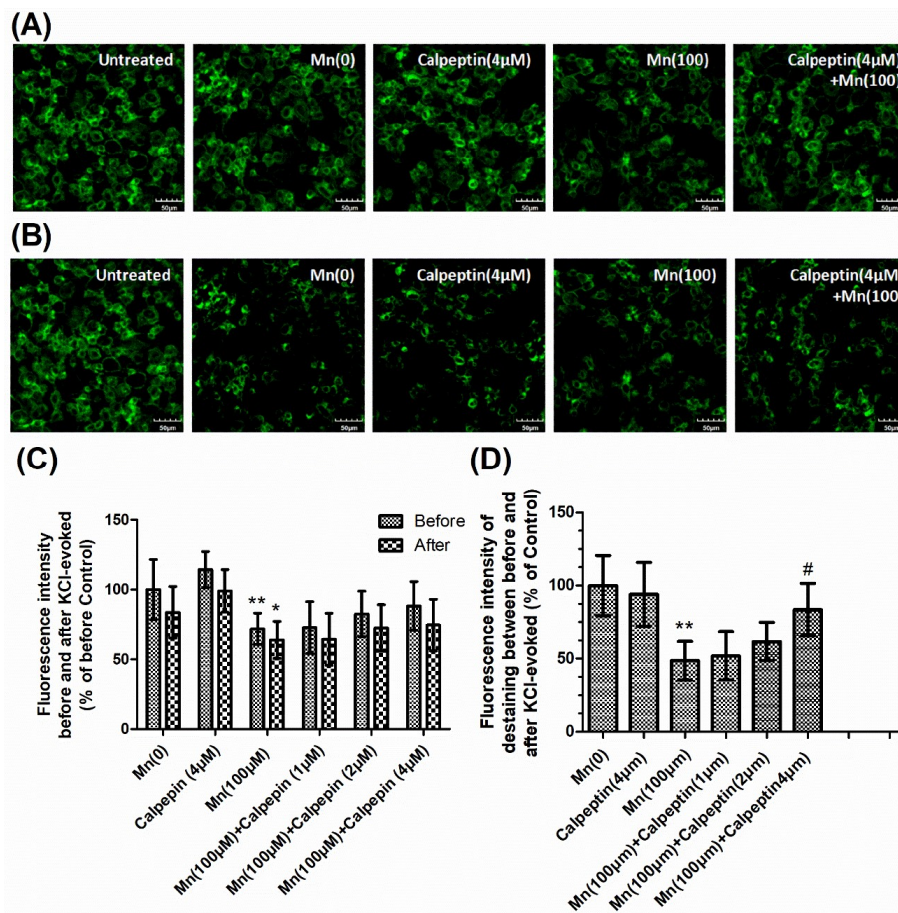 (A)
Untreated
Mn(0)
Calpeptin(4μM)
Mn(100)
Calpeptin(4μM)
+Mn(100)
50μm
50μm
50μm
50μm
50μm
(B)
Untreated
Mn(0)
Calpeptin(4μM)
Mn(100)
Calpeptin(4μM)
+Mn(100
50μm
50μm
50μm
50μm
50μm
(C)
Fluorescence intensity
before and after KCl-evoked
(% of before Control)
150
100
50
0
Before
After
**
*
Mn(0)
Calpepin (4μM)
Mn(100μM)
Mn(100μM)+Calpepin (1μM)
Mn(100μM)+Calpeptin (2μM)
Mn(100μM)+Calpeptin (4μM)
(D)
Fluorescence intensity of
destaining between before and
after KCl-evoked (% of Control)
150
100
50
0
**
#
Mn(0)
Calpeptin(4μm)
Mn(100μm)
Mn(100μm)+Calpeptin(1μm)
Mn(100μm)+Calpeptin(2μm)
Mn(100μm)+Calpeptin4μm)